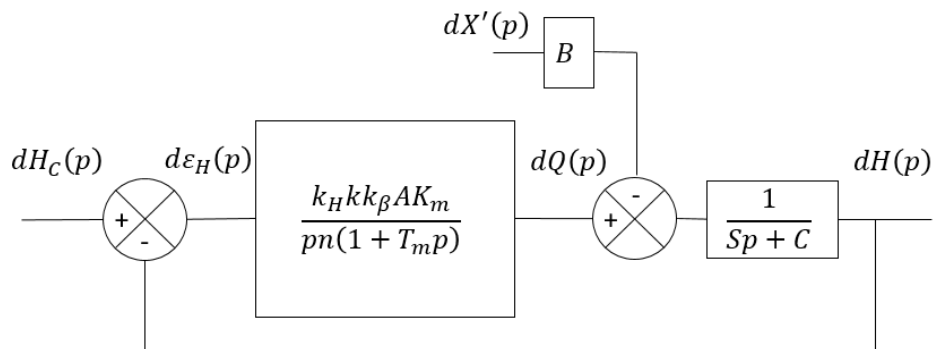 dX′(p)
B
dH_C(p)
dε_H(p)
k_H k k_β A K_m
pn(1 + T_m p)
dQ(p)
dH(p)
1
Sp + C
+
-
+
-